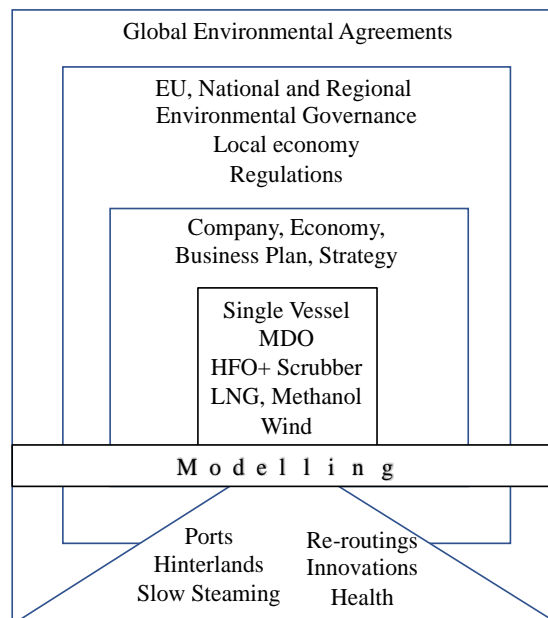 Global Environmental Agreements
EU, National and Regional
Environmental Governance
Local economy
Regulations
Company, Economy,
Business Plan, Strategy
Single Vessel
MDO
HFO+ Scrubber
LNG, Methanol
Wind
Modelling
Ports
Hinterlands
Slow Steaming
Re-routings
Innovations
Health